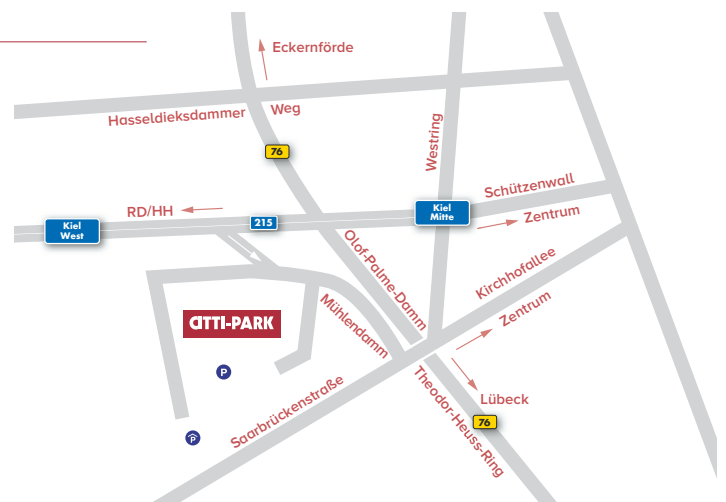 Eckernförde
Hasseldieksdammer Weg
Westring
76
Schützenwall
RD/HH
Kiel
Mitte
Zentrum
215
Kiel
West
Olof-Palme-Damm
Kirchhofallee
Mühlendamm
Zentrum
CITTI-PARK
P
Theodor-Heuss-Ring
Lübeck
Saarbrückenstraße
76
P